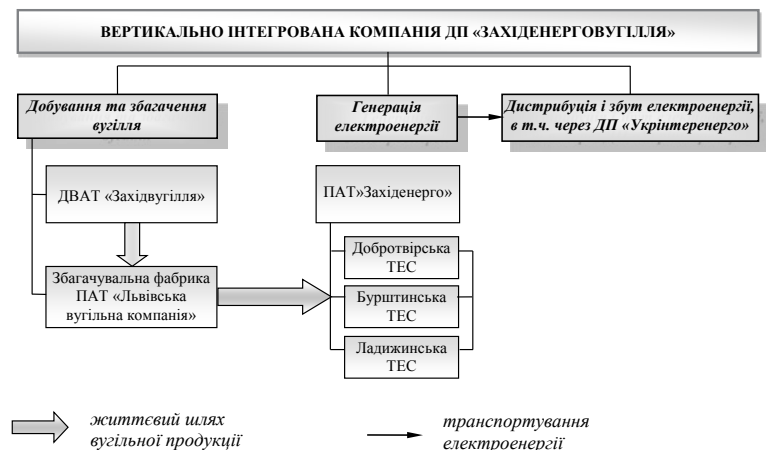 ВЕРТИКАЛЬНО ІНТЕГРОВАНА КОМПАНІЯ ДП «ЗАХІДЕНЕРГОВУГІЛЛЯ»
Добування та збагачення
вугілля
Генерація
електроенергії
Дистрибуція і збут електроенергії,
в т.ч. через ДП «Укрінтеренерго»
ДВАТ «Західвугілля»
ПАТ»Західенерго»
Збагачувальна фабрика
ПАТ «Львівська
вугільна компанія»
Добротвірська
ТЕС
Бурштинська
ТЕС
Ладижинська
ТЕС
життєвий шлях
вугільної продукції
транспортування
електроенергії